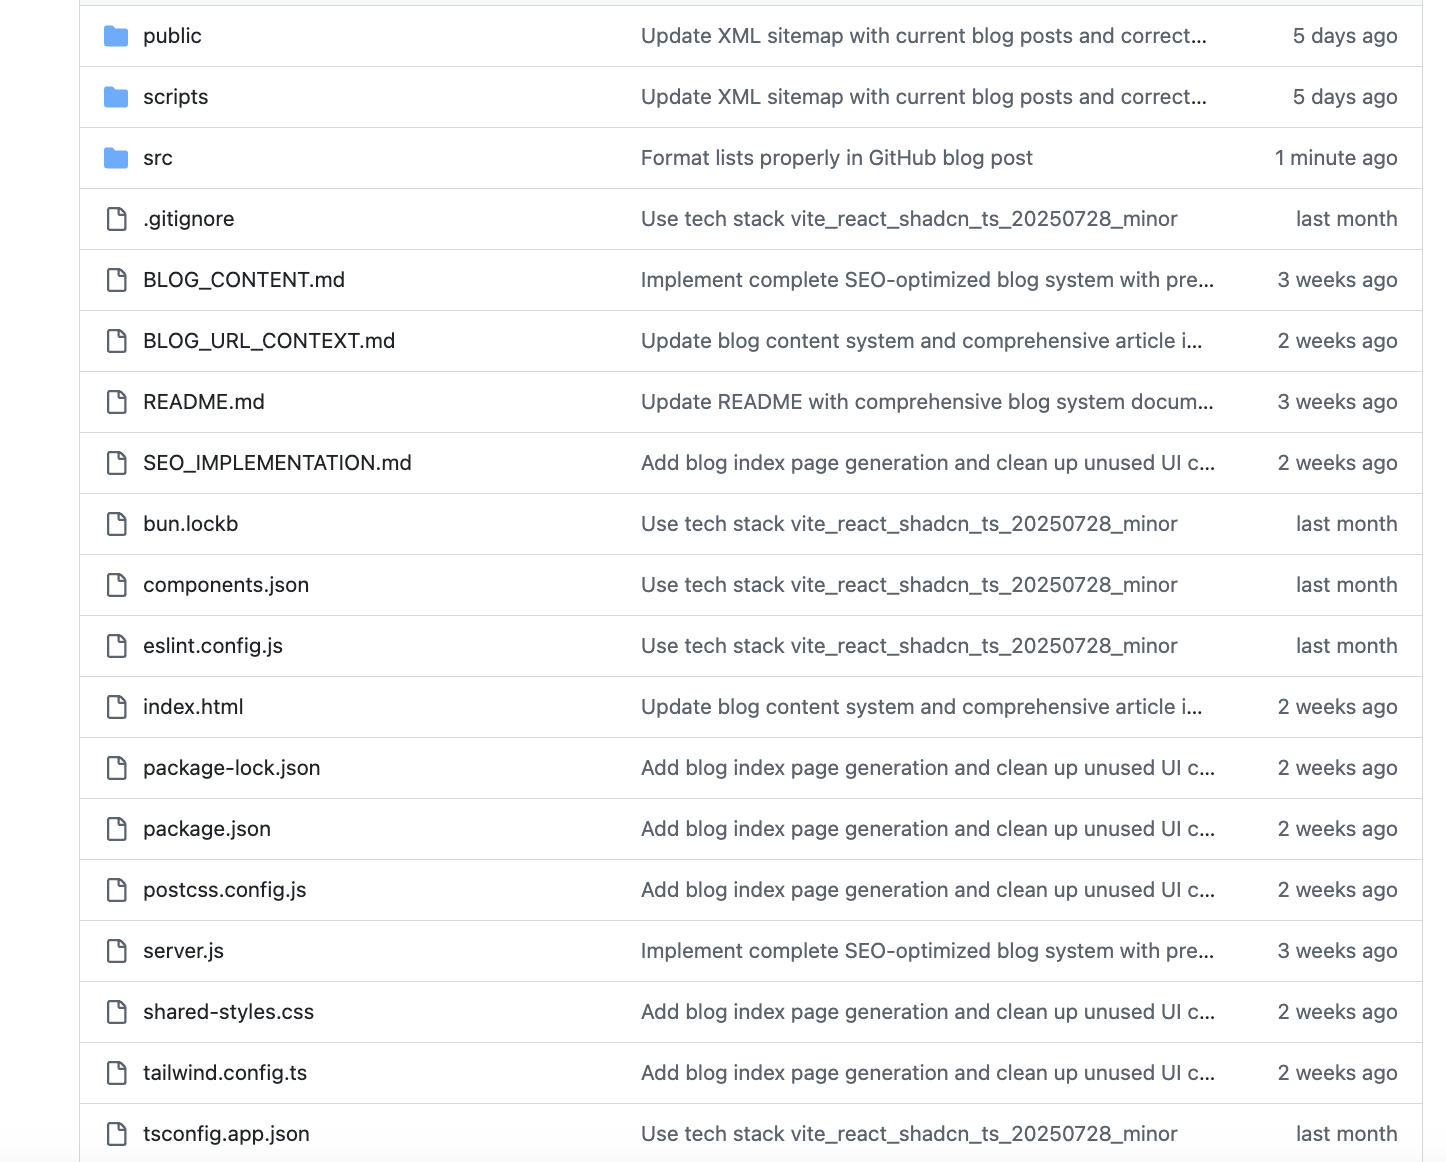 public Update XML sitemap with current blog posts and correct... 5 days ago
scripts Update XML sitemap with current blog posts and correct... 5 days ago
src Format lists properly in GitHub blog post 1 minute ago
.gitignore Use tech stack vite_react_shadcn_ts_20250728_minor last month
BLOG_CONTENT.md Implement complete SEO-optimized blog system with pre... 3 weeks ago
BLOG_URL_CONTEXT.md Update blog content system and comprehensive article i... 2 weeks ago
README.md Update README with comprehensive blog system docum... 3 weeks ago
SEO_IMPLEMENTATION.md Add blog index page generation and clean up unused UI c... 2 weeks ago
bun.lockb Use tech stack vite_react_shadcn_ts_20250728_minor last month
components.json Use tech stack vite_react_shadcn_ts_20250728_minor last month
eslint.config.js Use tech stack vite_react_shadcn_ts_20250728_minor last month
index.html Update blog content system and comprehensive article i... 2 weeks ago
package-lock.json Add blog index page generation and clean up unused UI c... 2 weeks ago
package.json Add blog index page generation and clean up unused UI c... 2 weeks ago
postcss.config.js Add blog index page generation and clean up unused UI c... 2 weeks ago
server.js Implement complete SEO-optimized blog system with pre... 3 weeks ago
shared-styles.css Add blog index page generation and clean up unused UI c... 2 weeks ago
tailwind.config.ts Add blog index page generation and clean up unused UI c... 2 weeks ago
tsconfig.app.json Use tech stack vite_react_shadcn_ts_20250728_minor last month